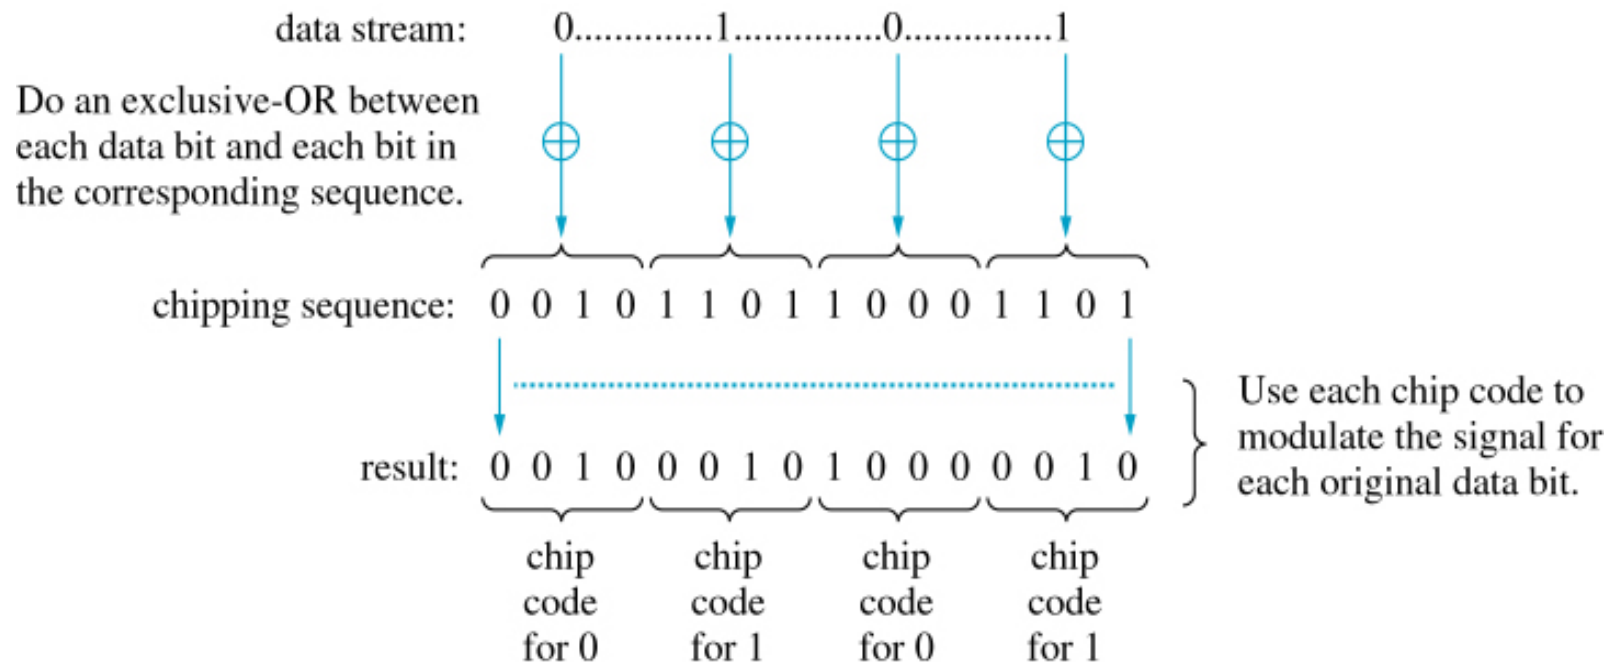 data stream: 0..............1...............0...............1
Do an exclusive-OR between
each data bit and each bit in
the corresponding sequence.
chipping sequence: 0 0 1 0 1 1 0 1 1 0 0 0 1 1 0 1
Use each chip code to
modulate the signal for
each original data bit.
result: 0 0 1 0 0 0 1 0 1 0 0 0 0 0 1 0
chip code for 0
chip code for 1
chip code for 0
chip code for 1